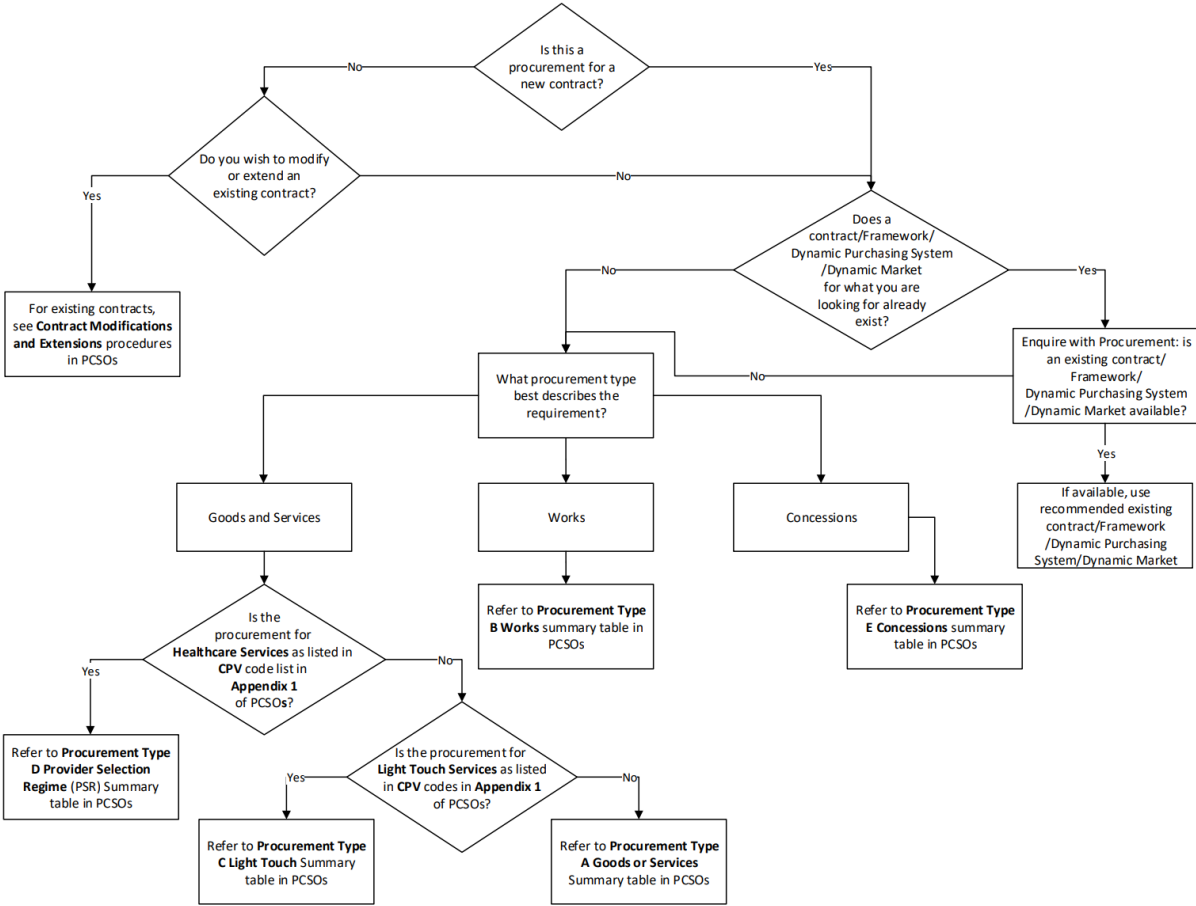 Is this a
procurement for a
new contract?
No
Yes
Do you wish to modify
or extend an
existing contract?
No
Yes
Does a
contract/Framework/
Dynamic Purchasing System
/Dynamic Market
for what you are
looking for already
exist?
No
Yes
For existing contracts,
see Contract Modifications
and Extensions procedures
in PCSOs
Enquire with Procurement: is
an existing contract/
Framework/
Dynamic Purchasing System
/Dynamic Market available?
No
Yes
What procurement type
best describes the
requirement?
Goods and Services
Works
Concessions
If available, use
recommended existing
contract/Framework
/Dynamic Purchasing
System/Dynamic Market
Is the
procurement for
Healthcare Services as listed in
CPV code list in
Appendix 1
of PCSOs?
Yes
No
Refer to Procurement Type
B Works summary table in
PCSOs
Refer to Procurement Type
E Concessions summary
table in PCSOs
Refer to Procurement Type
D Provider Selection
Regime (PSR) Summary
table in PCSOs
Is the procurement for
Light Touch Services as listed
in CPV codes in Appendix 1
of PCSOs?
Yes
No
Refer to Procurement Type
C Light Touch Summary
table in PCSOs
Refer to Procurement Type
A Goods or Services
Summary table in PCSOs